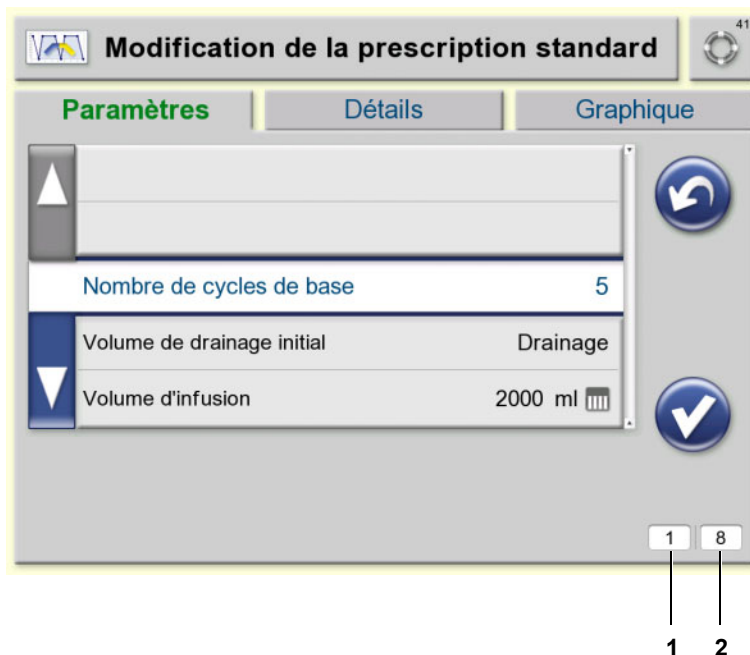 Modification de la prescription standard
41
Paramètres Détails Graphique
Nombre de cycles de base 5
Volume de drainage initial Drainage
Volume d'infusion 2000 ml
1 8
1 2